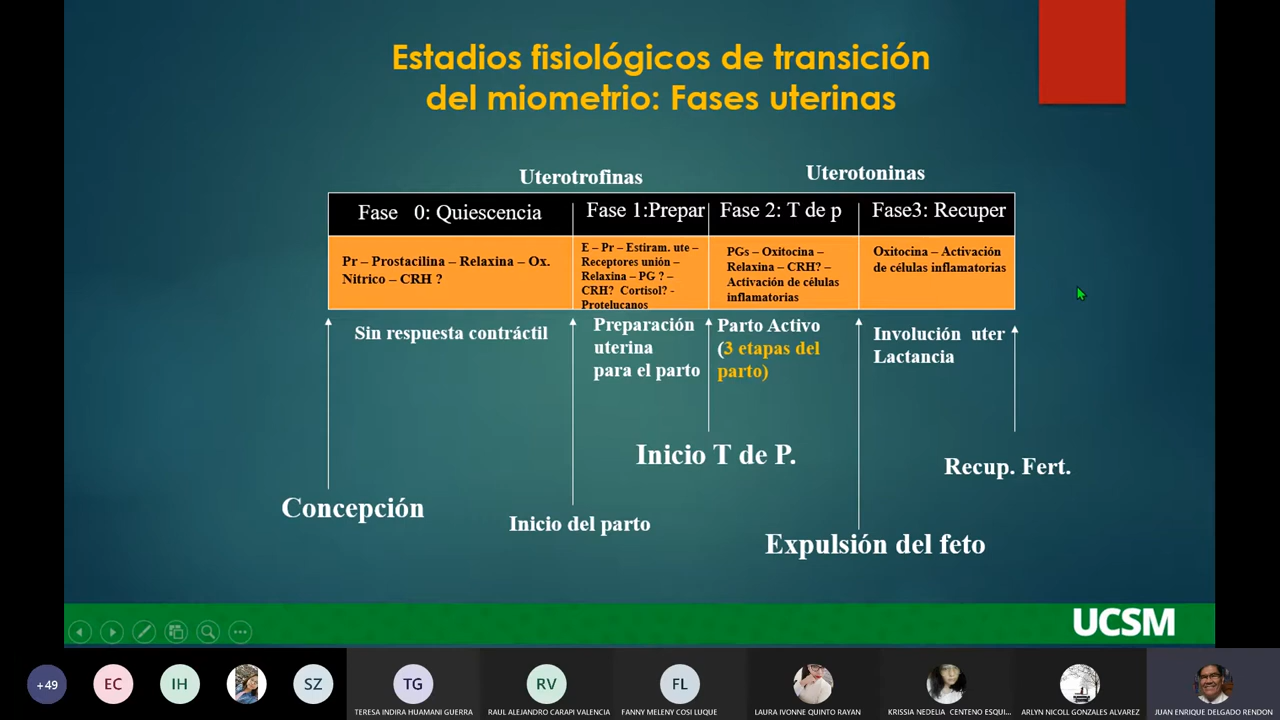 Estadios fisiológicos de transición
del miometrio: Fases uterinas
Uterotrofinas
Uterotoninas
Fase 0: Quiescencia
Fase 1:Prepar
Fase 2: T de p
Fase3: Recuper
Pr – Prostacilina – Relaxina – Ox.
Nitrico – CRH ?
E – Pr – Estiram. ute –
Receptores unión –
Relaxina – PG ? –
CRH? Cortisol? -
Protelucanos
PGs – Oxitocina –
Relaxina – CRH? –
Activación de células
inflamatorias
Oxitocina – Activación
de células inflamatorias
Sin respuesta contráctil
Preparación
uterina
para el parto
Parto Activo
(3 etapas del
parto)
Involución uter
Lactancia
Inicio T de P.
Recup. Fert.
Concepción
Inicio del parto
Expulsión del feto
UCSM
+49
EC
IH
SZ
TG
RV
FL
TERESA INDIRA HUAMANI GUERRA
RAUL ALEJANDRO CARAPI VALENCIA
FANNY MELENY COSI LUQUE
LAURA IVONNE QUINTO RAYAN
KRISSIA NEDELIA CENTENO ESQUI...
ARLYN NICOLL GONZALES ALVAREZ
JUAN ENRIQUE DELGADO RENDON